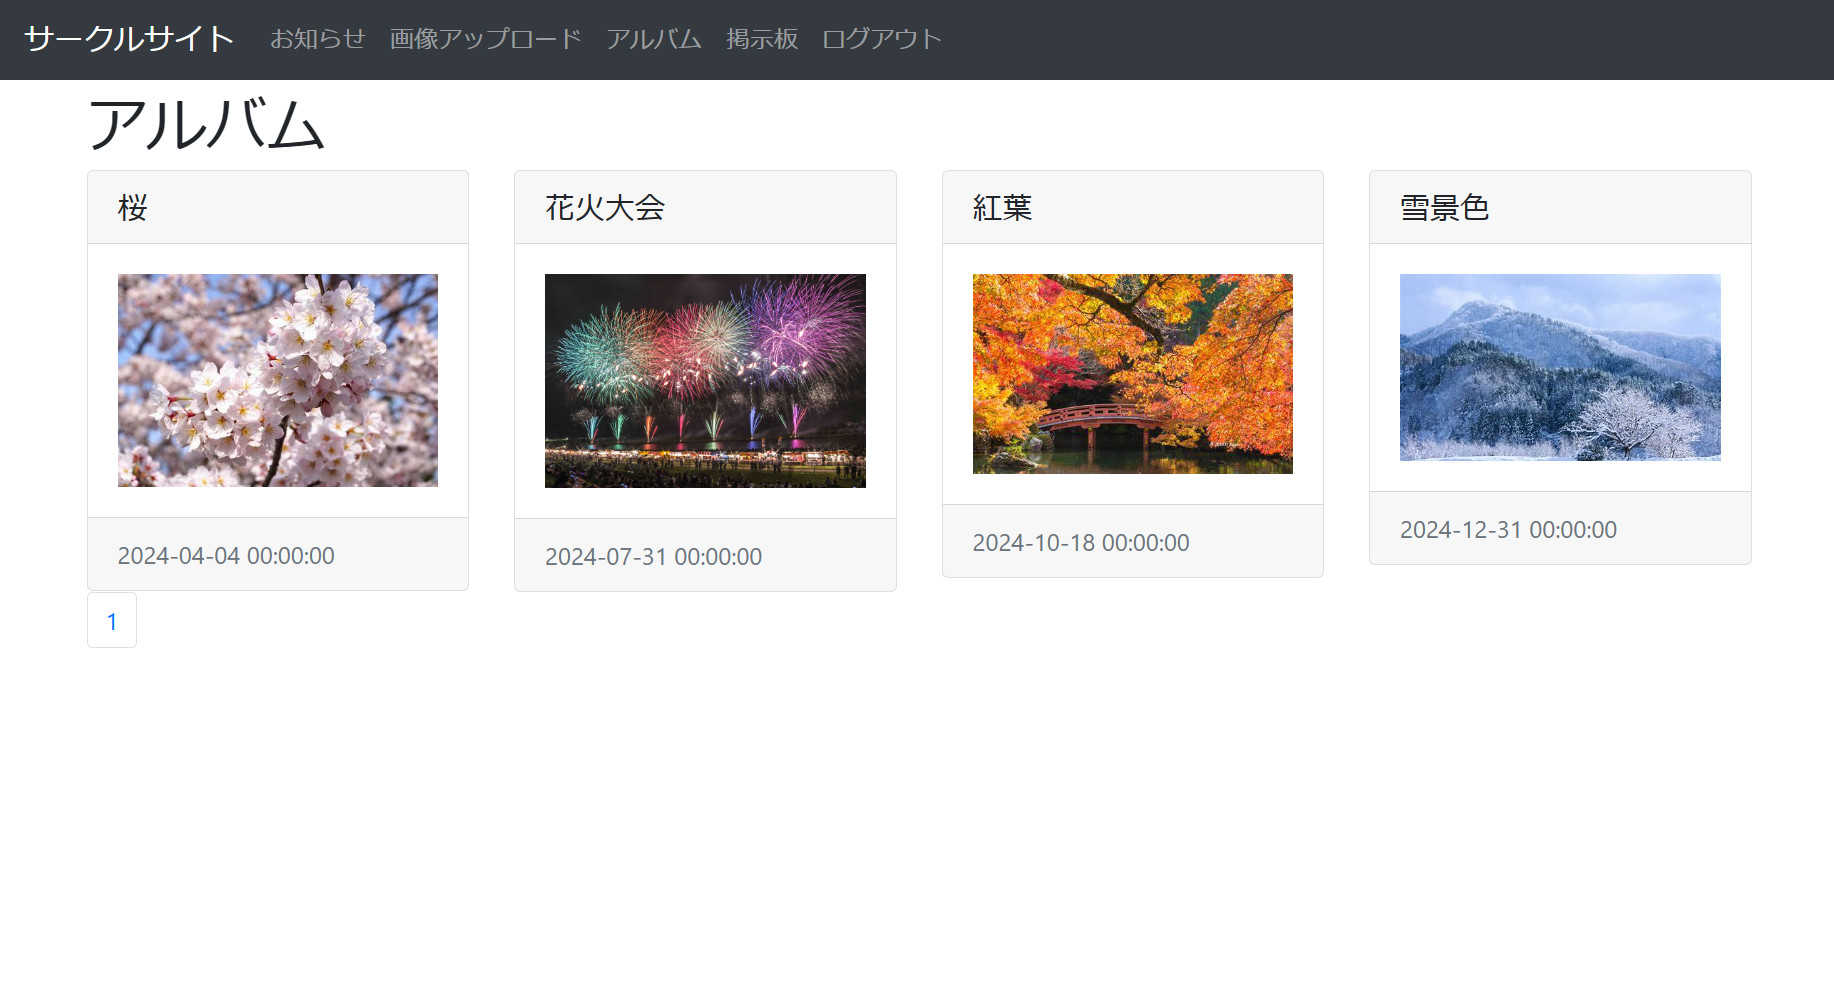 サークルサイト お知らせ 画像アップロード アルバム 掲示板 ログアウト
アルバム
桜
花火大会
紅葉
雪景色
2024-04-04 00:00:00
2024-07-31 00:00:00
2024-10-18 00:00:00
2024-12-31 00:00:00
1